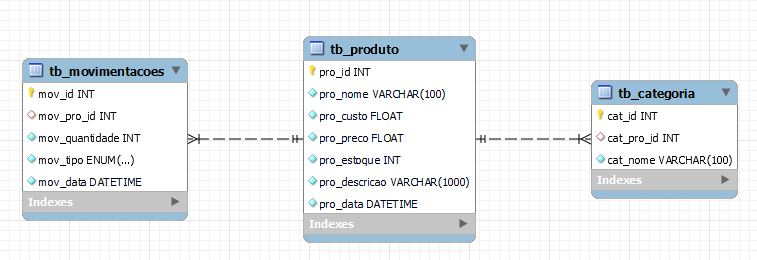 tb_movimentacoes
mov_id INT
mov_pro_id INT
mov_quantidade INT
mov_tipo ENUM(...)
mov_data DATETIME
Indexes
tb_produto
pro_id INT
pro_nome VARCHAR(100)
pro_custo FLOAT
pro_preco FLOAT
pro_estoque INT
pro_descricao VARCHAR(1000)
pro_data DATETIME
Indexes
tb_categoria
cat_id INT
cat_pro_id INT
cat_nome VARCHAR(100)
Indexes